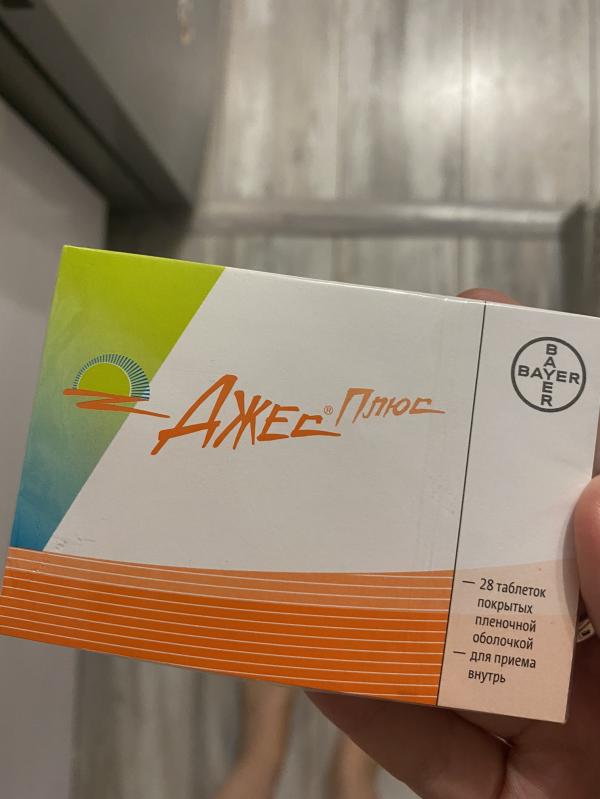 Джес® Плюс
BAYER
BAYER
— 28 таблеток
покрытых
пленочной
оболочкой
— для приема
внутрь